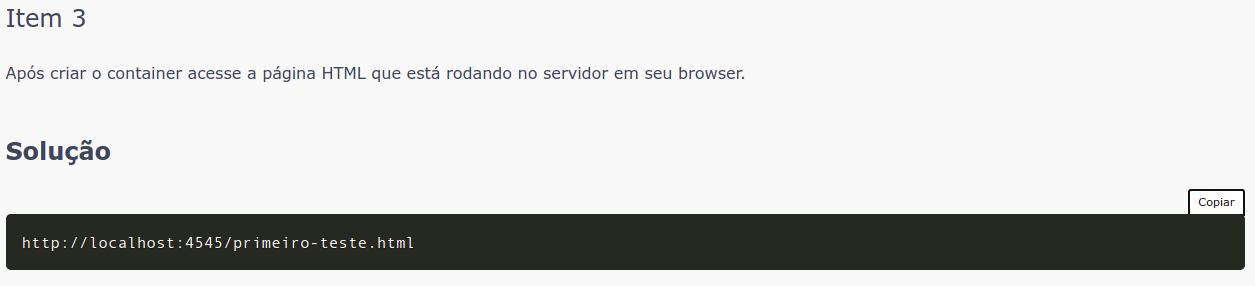 Item 3
Após criar o container acesse a página HTML que está rodando no servidor em seu browser.
Solução
Copiar
http://localhost:4545/primeiro-teste.html